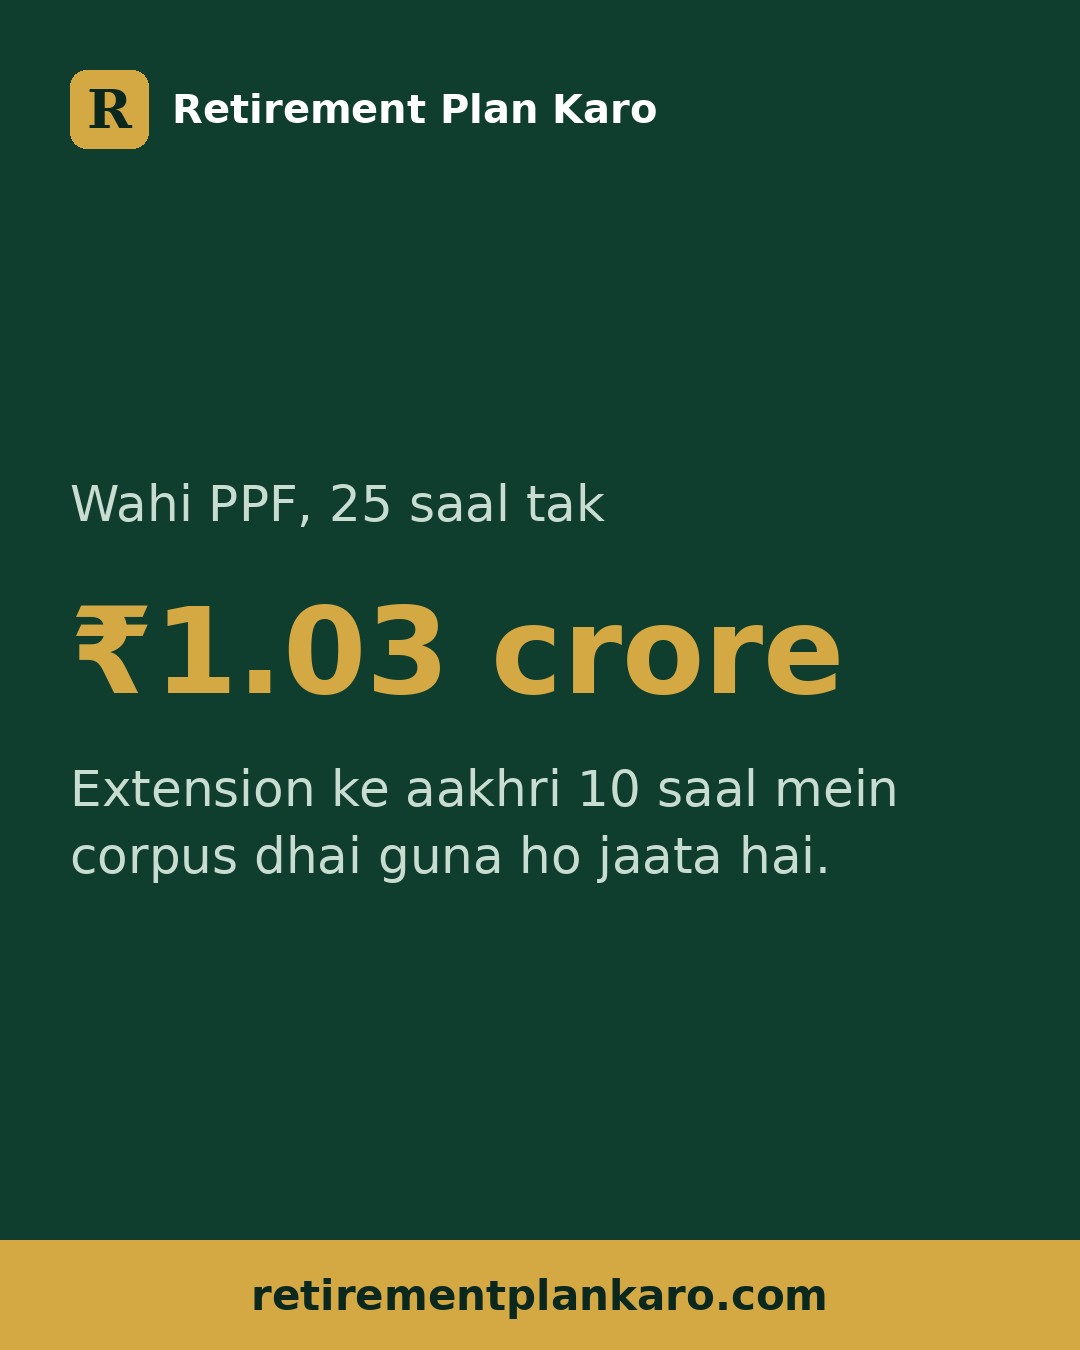 R
Retirement Plan Karo
Wahi PPF, 25 saal tak
₹1.03 crore
Extension ke aakhri 10 saal mein
corpus dhai guna ho jaata hai.
retirementplankaro.com